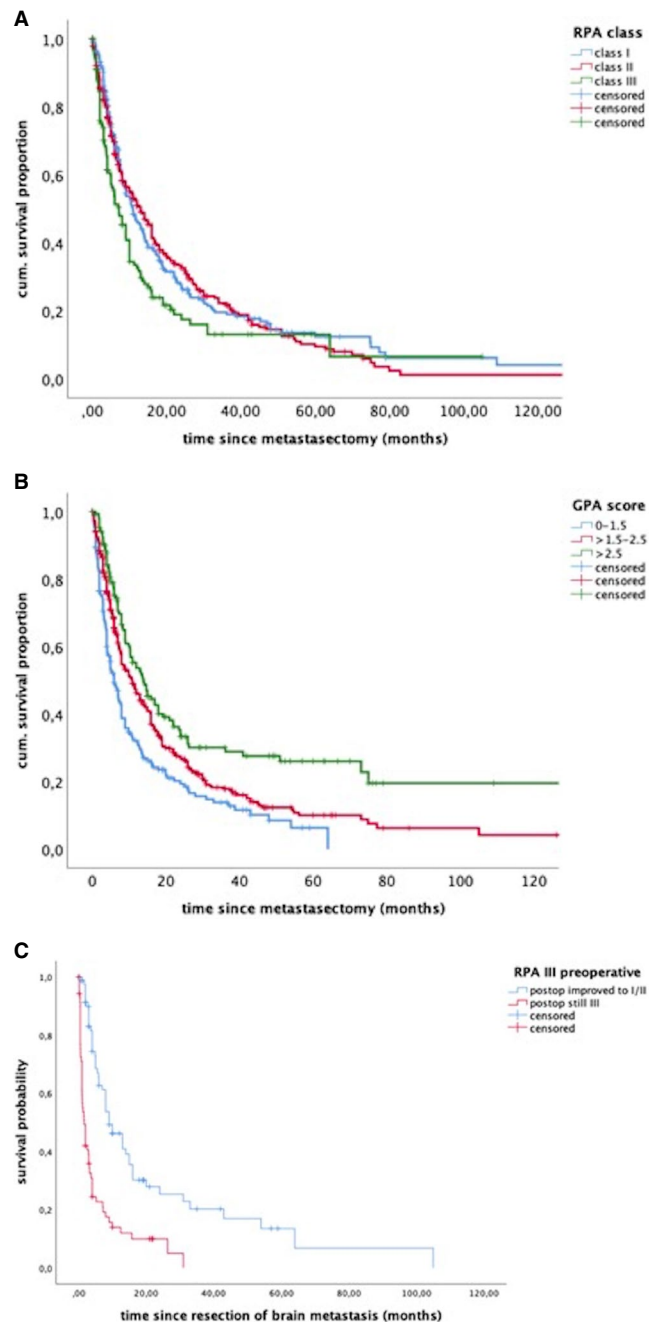 A
RPA class
class I
class II
class III
censored
censored
censored
cum. survival proportion
1,0
0,8
0,6
0,4
0,2
0,0
,00 20,00 40,00 60,00 80,00 100,00 120,00
time since metastasectomy (months)
B
GPA score
0-1.5
>1.5-2.5
>2.5
censored
censored
censored
cum. survival proportion
1,0
0,8
0,6
0,4
0,2
0,0
0 20 40 60 80 100 120
time since metastasectomy (months)
C
RPA III preoperative
postop improved to I/II
postop still III
censored
censored
survival probability
1,0
0,8
0,6
0,4
0,2
0,0
,00 20,00 40,00 60,00 80,00 100,00 120,00
time since resection of brain metastasis (months)